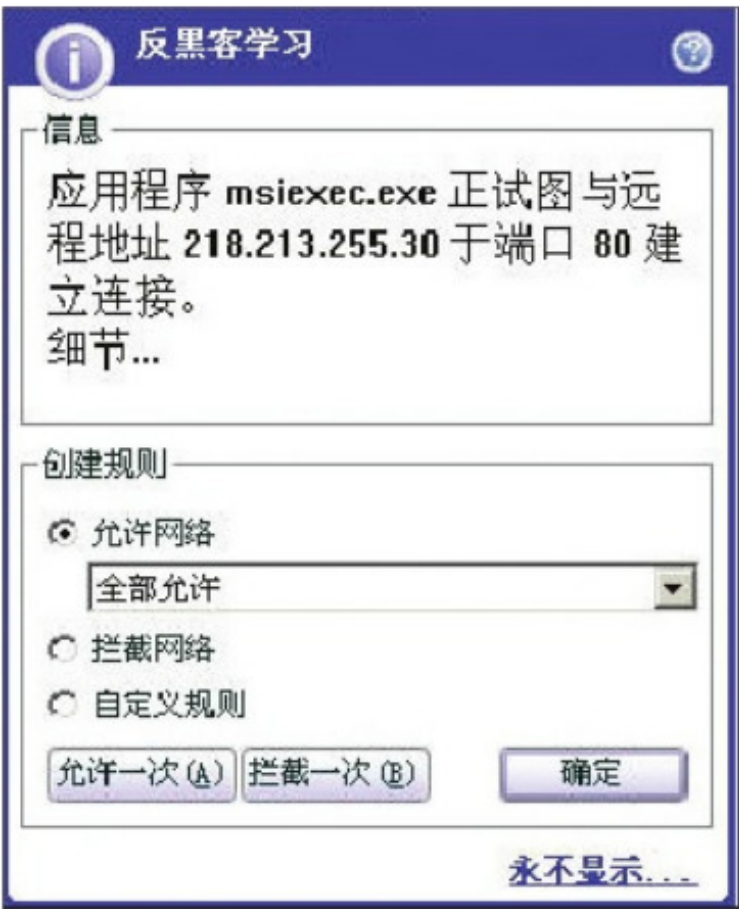 反黑客学习
信息
应用程序 msiexec.exe 正试图与远
程地址 218.213.255.30 于端口 80 建
立连接。
细节...
创建规则
允许网络
全部允许
拦截网络
自定义规则
允许一次(A) 拦截一次(B) 确定
永不显示...